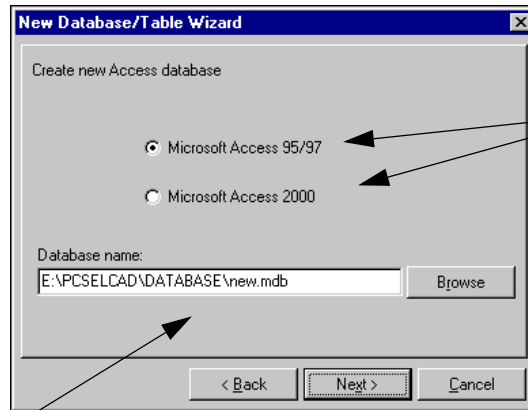 New Database/Table Wizard
Create new Access database
Microsoft Access 95/97
Microsoft Access 2000
Database name:
E:\PCSELCAD\DATABASE\new.mdb
Browse
< Back
Next >
Cancel